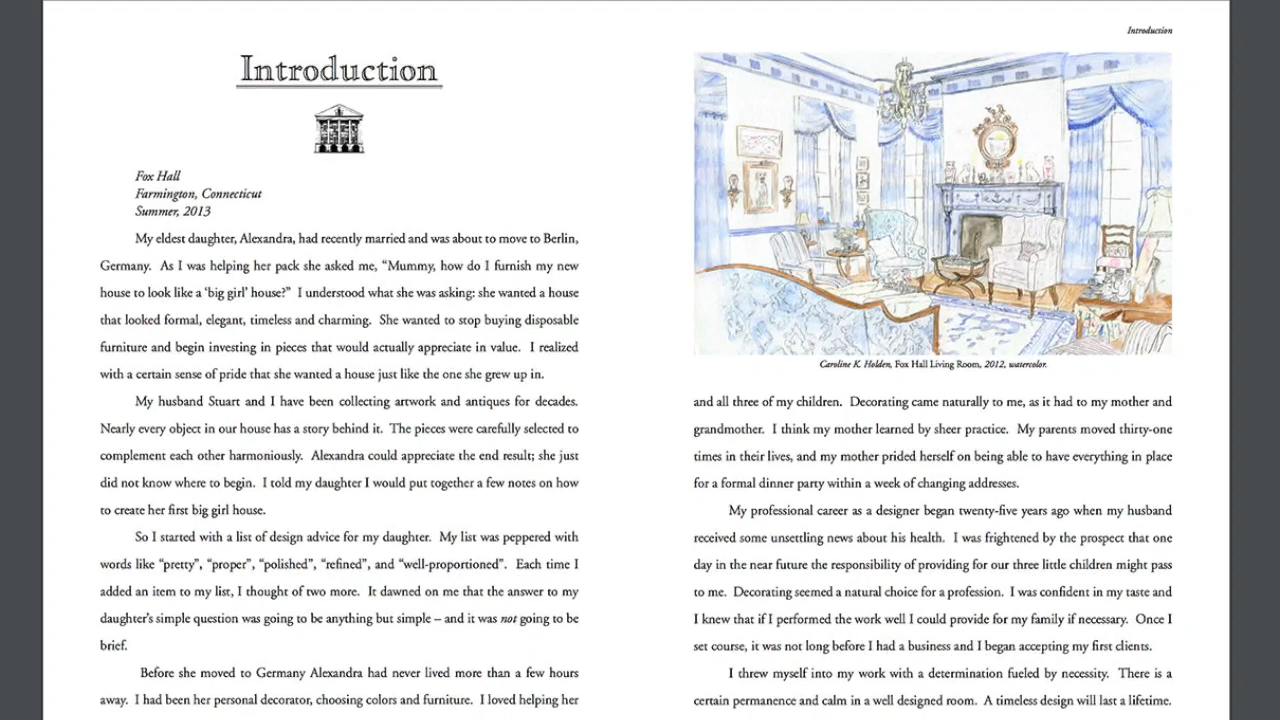 Introduction
Fox Hall
Farmington, Connecticut
Summer, 2013
My eldest daughter, Alexandra, had recently married and was about to move to Berlin,
Germany. As I was helping her pack she asked me, “Mummy, how do I furnish my new
house to look like a ‘big girl’ house?” I understood what she was asking: she wanted a house
that looked formal, elegant, timeless and charming. She wanted to stop buying disposable
furniture and begin investing in pieces that would actually appreciate in value. I realized
with a certain sense of pride that she wanted a house just like the one she grew up in.
My husband Stuart and I have been collecting artwork and antiques for decades.
Nearly every object in our house has a story behind it. The pieces were carefully selected to
complement each other harmoniously. Alexandra could appreciate the end result; she just
did not know where to begin. I told my daughter I would put together a few notes on how
to create her first big girl house.
So I started with a list of design advice for my daughter. My list was peppered with
words like “pretty”, “proper”, “polished”, “refined”, and “well-proportioned”. Each time I
added an item to my list, I thought of two more. It dawned on me that the answer to my
daughter’s simple question was going to be anything but simple – and it was not going to be
brief.
Before she moved to Germany Alexandra had never lived more than a few hours
away. I had been her personal decorator, choosing colors and furniture. I loved helping her
Introduction
Caroline K. Holden, Fox Hall Living Room, 2012, watercolor.
and all three of my children. Decorating came naturally to me, as it had to my mother and
grandmother. I think my mother learned by sheer practice. My parents moved thirty-one
times in their lives, and my mother prided herself on being able to have everything in place
for a formal dinner party within a week of changing addresses.
My professional career as a designer began twenty-five years ago when my husband
received some unsettling news about his health. I was frightened by the prospect that one
day in the near future the responsibility of providing for our three little children might pass
to me. Decorating seemed a natural choice for a profession. I was confident in my taste and
I knew that if I performed the work well I could provide for my family if necessary. Once I
set course, it was not long before I had a business and I began accepting my first clients.
I threw myself into my work with a determination fueled by necessity. There is a
certain permanence and calm in a well designed room. A timeless design will last a lifetime.